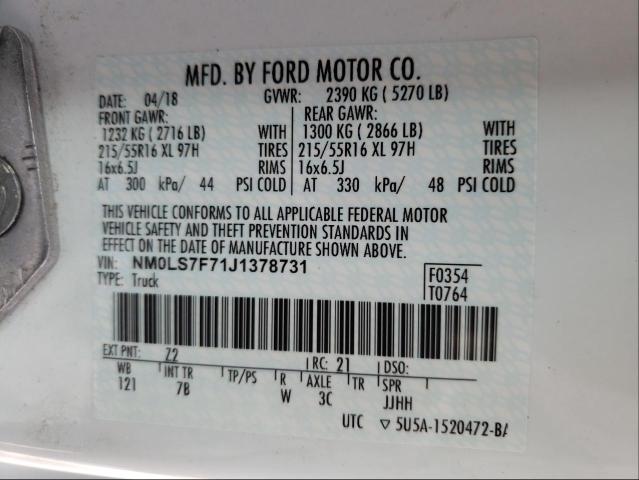 MFD. BY FORD MOTOR CO.
DATE: 04/18 GVWR: 2390 KG ( 5270 LB)
FRONT GAWR: REAR GAWR:
1232 KG ( 2716 LB) WITH 1300 KG ( 2866 LB) WITH
215/55R16 XL 97H TIRES 215/55R16 XL 97H TIRES
16x6.5J RIMS 16x6.5J RIMS
AT 300 kPa/ 44 PSI COLD AT 330 kPa/ 48 PSI COLD
THIS VEHICLE CONFORMS TO ALL APPLICABLE FEDERAL MOTOR
VEHICLE SAFETY AND THEFT PREVENTION STANDARDS IN
EFFECT ON THE DATE OF MANUFACTURE SHOWN ABOVE.
VIN: NM0LS7F71J1378731 F0354
TYPE: Truck T0764
EXT PNT: Z2 RC: 21 DSO:
WB INT TR TP/PS R AXLE TR SPR
121 7B W 3C JJHH
UTC ▽ 5U5A-1520472-BA